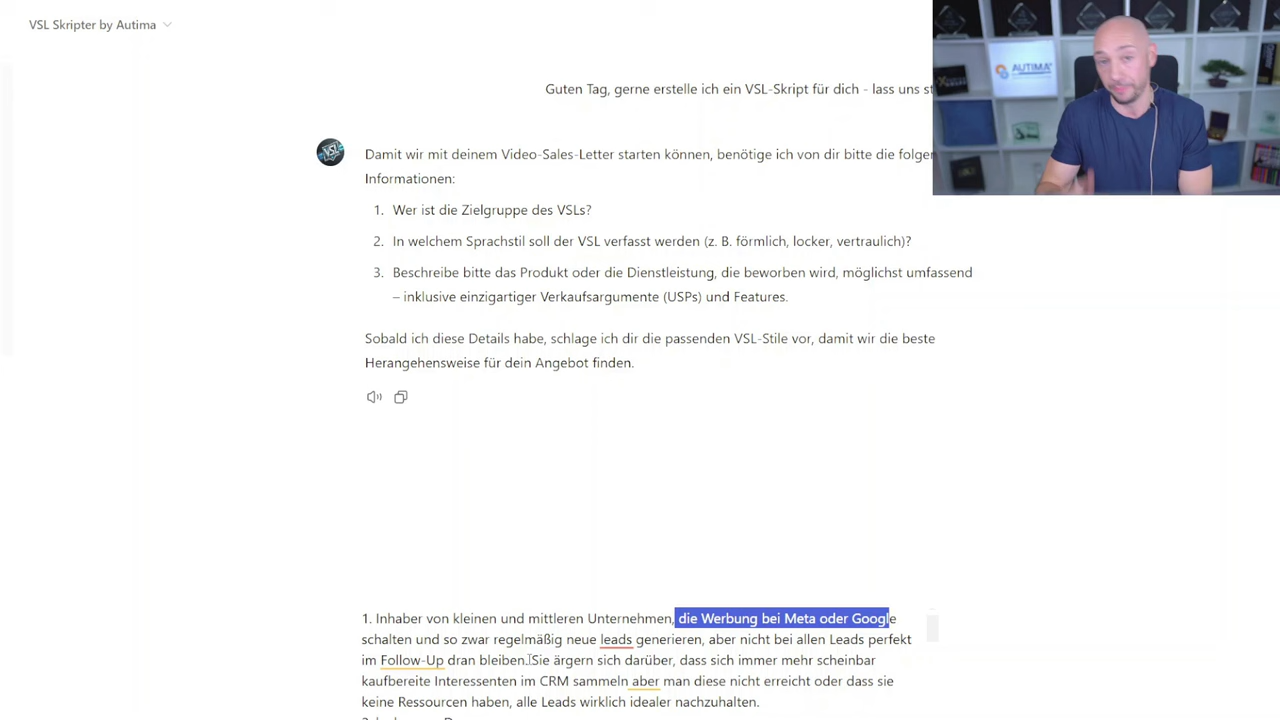 VSL Skripter by Autima
AUTIMA
Guten Tag, gerne erstelle ich ein VSL-Skript für dich - lass uns st
VSL
Damit wir mit deinem Video-Sales-Letter starten können, benötige ich von dir bitte die folgen
Informationen:
1. Wer ist die Zielgruppe des VSLs?
2. In welchem Sprachstil soll der VSL verfasst werden (z. B. förmlich, locker, vertraulich)?
3. Beschreibe bitte das Produkt oder die Dienstleistung, die beworben wird, möglichst umfassend
– inklusive einzigartiger Verkaufsargumente (USPs) und Features.
Sobald ich diese Details habe, schlage ich dir die passenden VSL-Stile vor, damit wir die beste
Herangehensweise für dein Angebot finden.
1. Inhaber von kleinen und mittleren Unternehmen, die Werbung bei Meta oder Google
schalten und so zwar regelmäßig neue leads generieren, aber nicht bei allen Leads perfekt
im Follow-Up dran bleiben. Sie ärgern sich darüber, dass sich immer mehr scheinbar
kaufbereite Interessenten im CRM sammeln aber man diese nicht erreicht oder dass sie
keine Ressourcen haben, alle Leads wirklich idealer nachzuhalten.